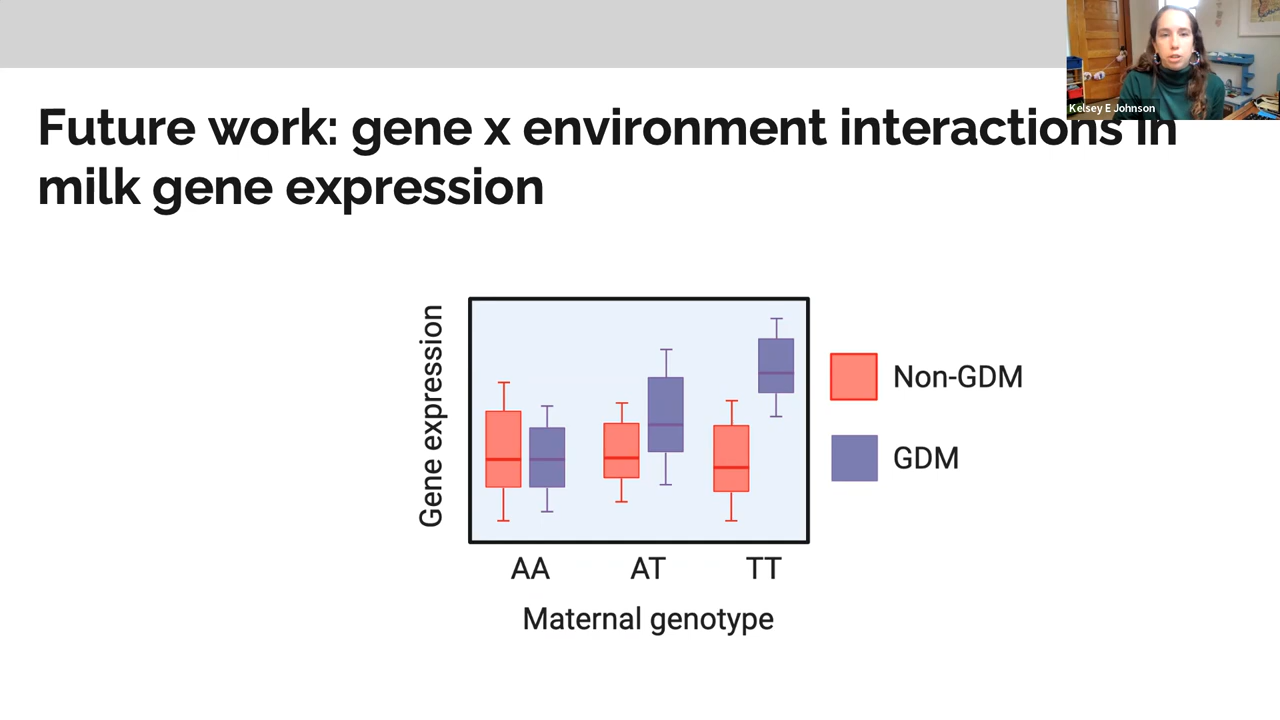 Kelsey E Johnson
Future work: gene x environment interactions in
milk gene expression
Gene expression
Non-GDM
GDM
AA AT TT
Maternal genotype